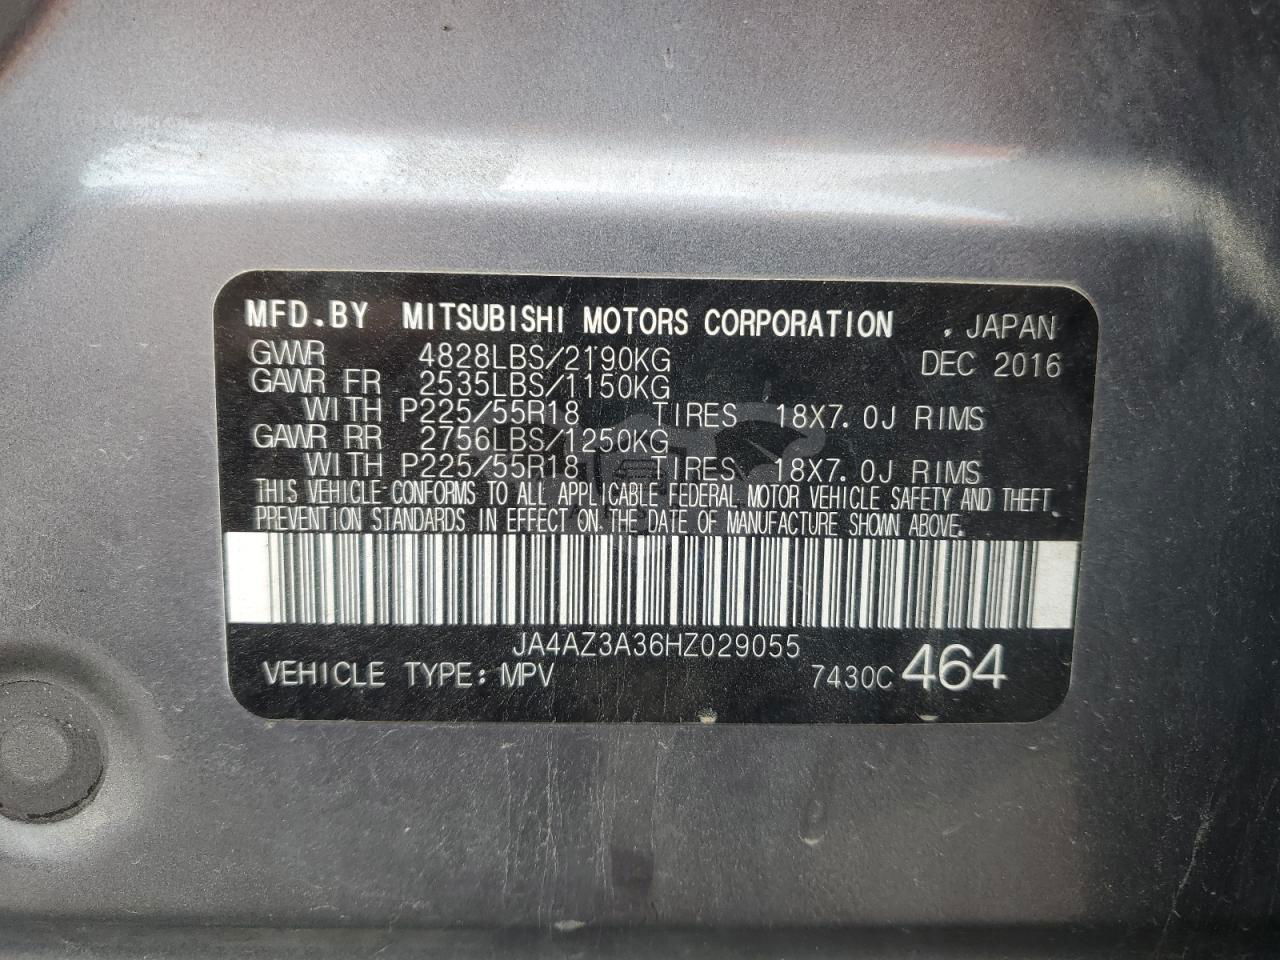 MFD.BY MITSUBISHI MOTORS CORPORATION , JAPAN
GVWR 4828LBS/2190KG DEC 2016
GAWR FR 2535LBS/1150KG
WITH P225/55R18 TIRES 18X7.0J RIMS
GAWR RR 2756LBS/1250KG
WITH P225/55R18 TIRES 18X7.0J RIMS
THIS VEHICLE CONFORMS TO ALL APPLICABLE FEDERAL MOTOR VEHICLE SAFETY AND THEFT
PREVENTION STANDARDS IN EFFECT ON THE DATE OF MANUFACTURE SHOWN ABOVE.
JA4AZ3A36HZ029055
VEHICLE TYPE: MPV 7430C 464